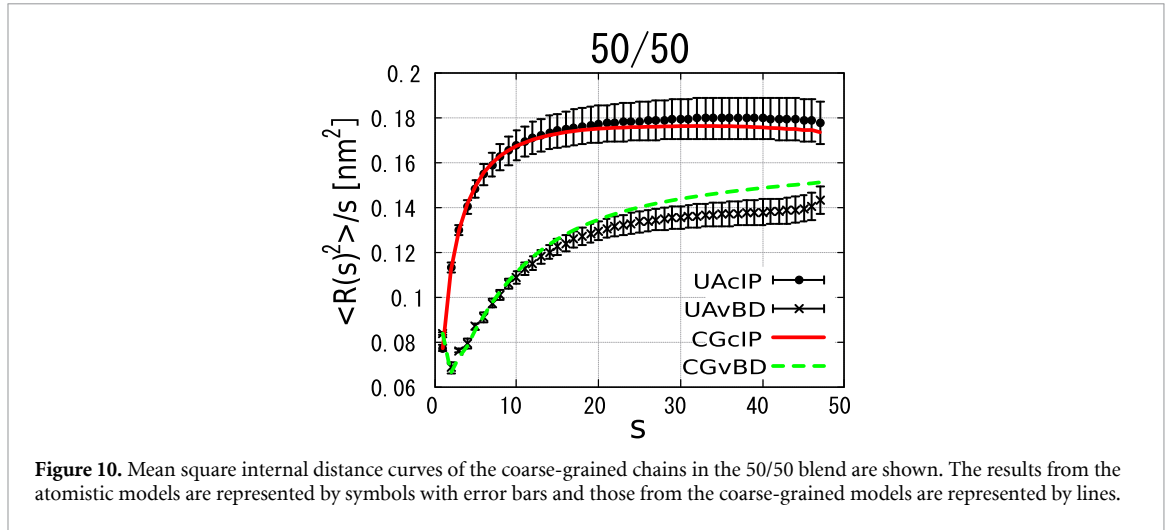 50/50
<R(s)²>/s [nm²]
0.2
0.18
0.16
0.14
0.12
0.1
0.08
0.06
UAcIP
UAvBD
CGcIP
CGvBD
0 10 20 30 40 50
S
Figure 10. Mean square internal distance curves of the coarse-grained chains in the 50/50 blend are shown. The results from the
atomistic models are represented by symbols with error bars and those from the coarse-grained models are represented by lines.